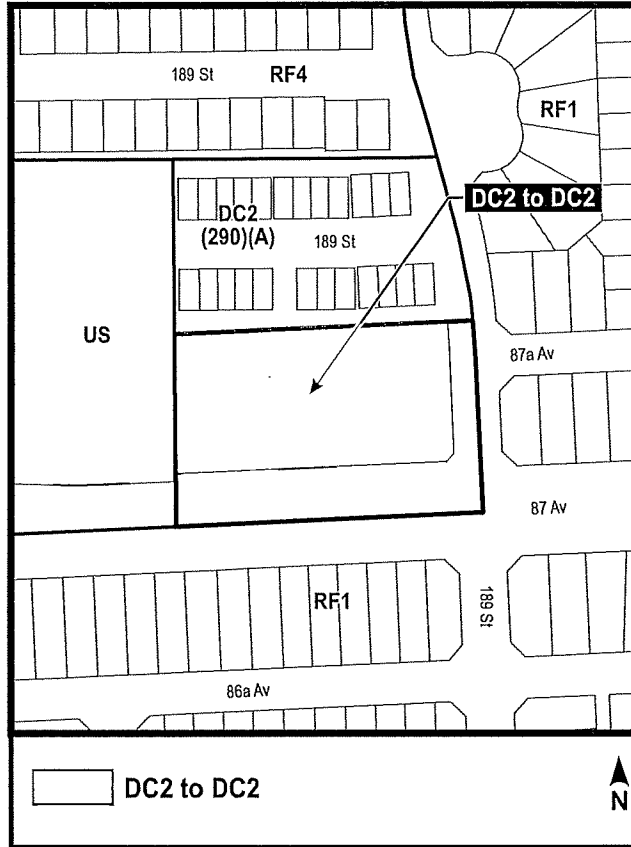 189 St
RF4
RF1
DC2 to DC2
DC2
(290)(A)
189 St
US
87a Av
87 Av
RF1
189 St
86a Av
DC2 to DC2
N